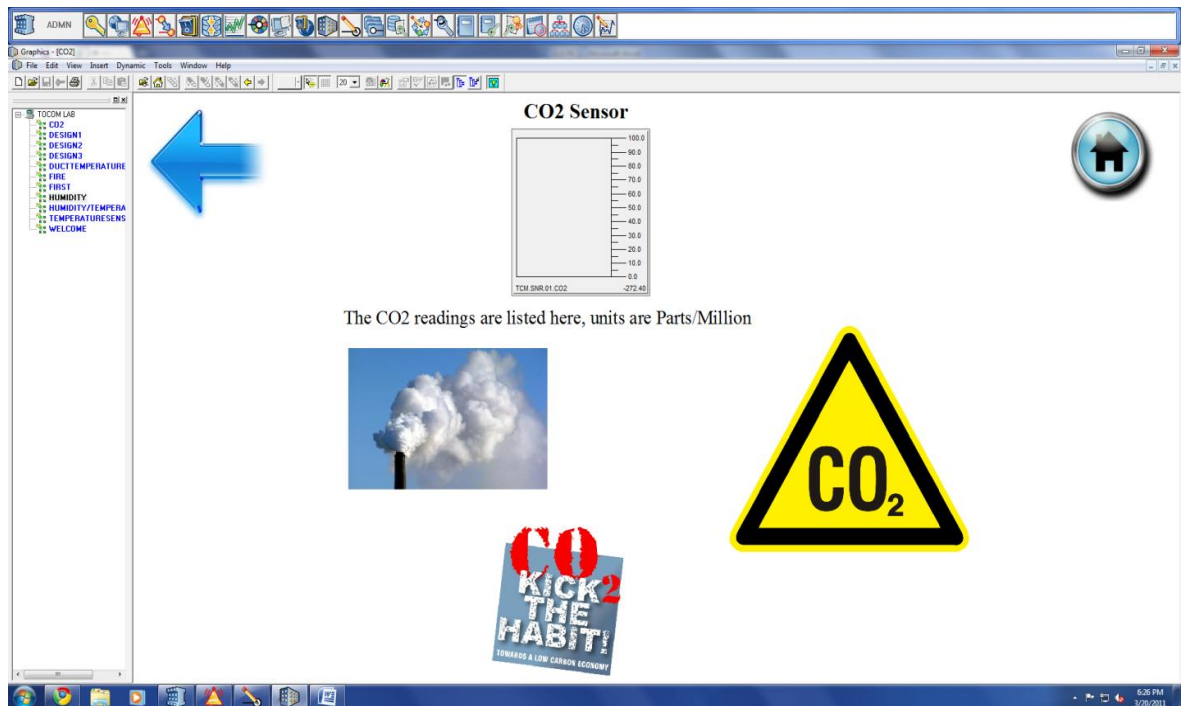 ADMN
Graphics - [CO2]
File Edit View Insert Dynamic Tools Window Help
20
TOCOM LAB
CO2
DESIGN1
DESIGN2
DESIGN3
DUCTTEMPERATURE
FIRE
FIRST
HUMIDITY
HUMIDITY/TEMPERA
TEMPERATURESENS
WELCOME
CO2 Sensor
100.0
90.0
80.0
70.0
60.0
50.0
40.0
30.0
20.0
10.0
0.0
TCM.SNR.01.CO2 -272.40
The CO2 readings are listed here, units are Parts/Million
CO₂
CO2
KICK
THE
HABIT!
TOWARDS A LOW CARBON ECONOMY
6:26 PM
3/20/2011